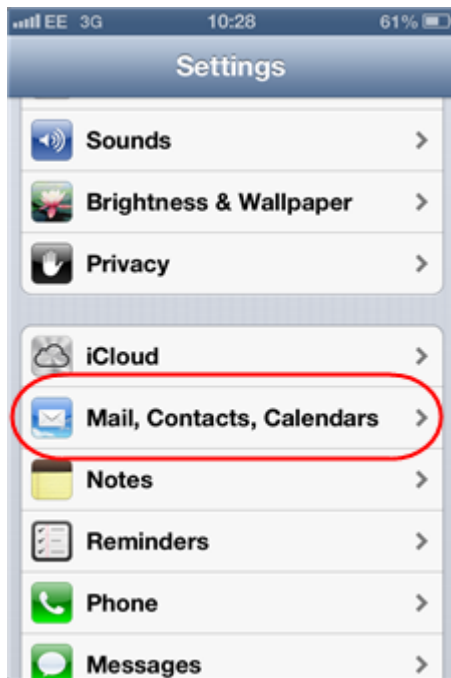 EE 3G 10:28 61%
Settings
Sounds
Brightness & Wallpaper
Privacy
iCloud
Mail, Contacts, Calendars
Notes
Reminders
Phone
Messages